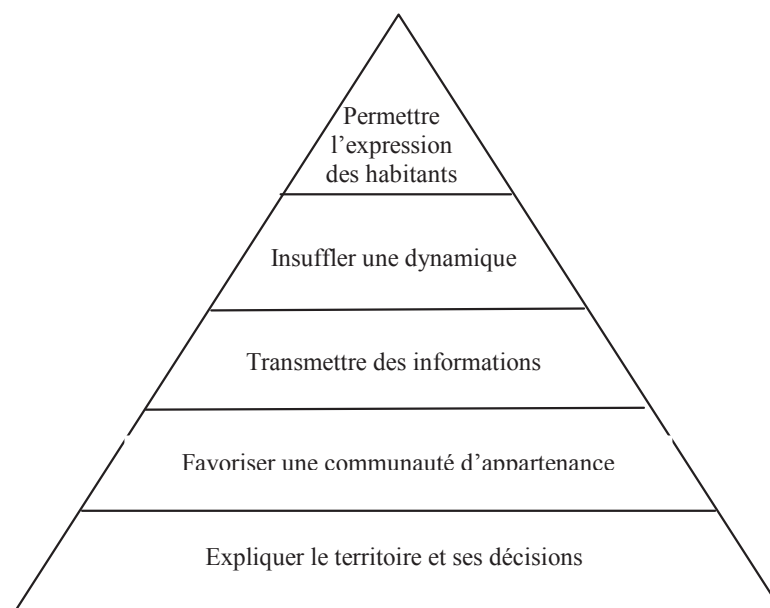 Permettre
l’expression
des habitants
Insuffler une dynamique
Transmettre des informations
Favoriser une communauté d’appartenance
Expliquer le territoire et ses décisions